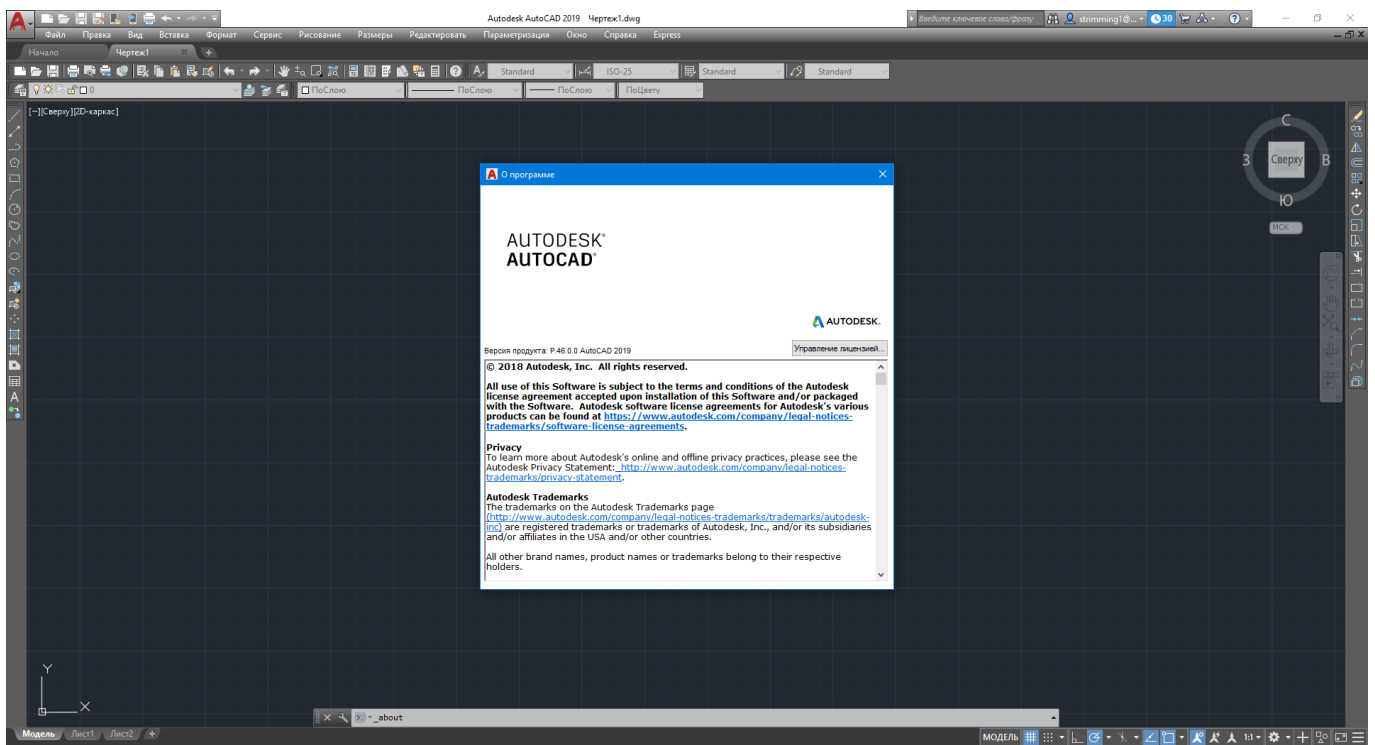 Autodesk AutoCAD 2019 Чертеж1.dwg
Введите ключевое слово/фразу
strimming1@...
30
Файл Правка Вид Вставка Формат Сервис Рисование Размеры Редактировать Параметризация Окно Справка Express
Начало Чертеж1
Standard ISO-25 Standard Standard
0 ПоСлою ПоСлою ПоСлою ПоЦвету
[−][Сверху][2D-каркас]
С
З Сверху В
Ю
МСК
О программе
AUTODESK®
AUTOCAD®
AUTODESK.
Версия продукта: P.46.0.0 AutoCAD 2019
Управление лицензией...
© 2018 Autodesk, Inc. All rights reserved.
All use of this Software is subject to the terms and conditions of the Autodesk
license agreement accepted upon installation of this Software and/or packaged
with the Software. Autodesk software license agreements for Autodesk's various
products can be found at https://www.autodesk.com/company/legal-notices-
trademarks/software-license-agreements.
Privacy
To learn more about Autodesk's online and offline privacy practices, please see the
Autodesk Privacy Statement: http://www.autodesk.com/company/legal-notices-
trademarks/privacy-statement.
Autodesk Trademarks
The trademarks on the Autodesk Trademarks page
(http://www.autodesk.com/company/legal-notices-trademarks/trademarks/autodesk-
inc) are registered trademarks or trademarks of Autodesk, Inc., and/or its subsidiaries
and/or affiliates in the USA and/or other countries.
All other brand names, product names or trademarks belong to their respective
holders.
Y
X
_about
Модель Лист1 Лист2
МОДЕЛЬ
1:1